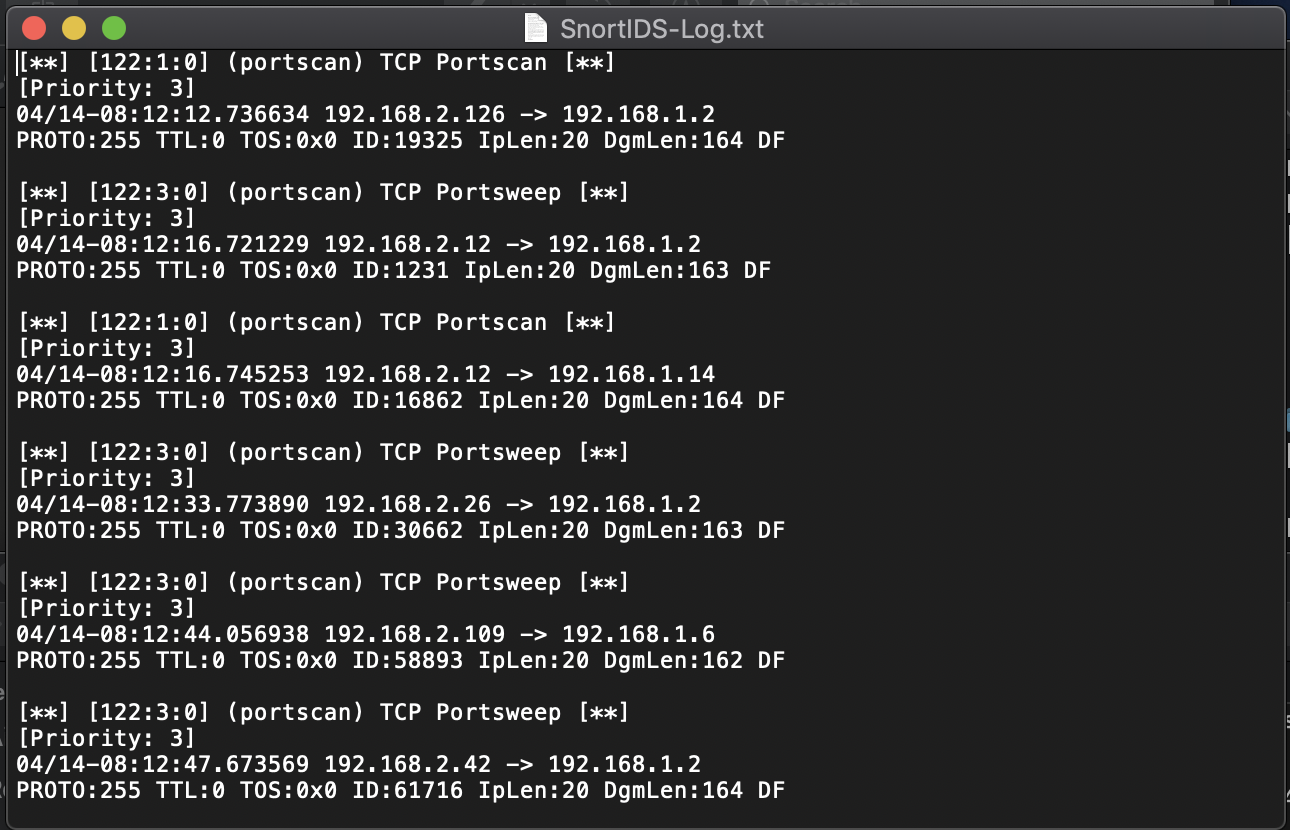 SnortIDS-Log.txt
[**] [122:1:0] (portscan) TCP Portscan [**]
[Priority: 3]
04/14-08:12:12.736634 192.168.2.126 -> 192.168.1.2
PROTO:255 TTL:0 TOS:0x0 ID:19325 IpLen:20 DgmLen:164 DF

[**] [122:3:0] (portscan) TCP Portsweep [**]
[Priority: 3]
04/14-08:12:16.721229 192.168.2.12 -> 192.168.1.2
PROTO:255 TTL:0 TOS:0x0 ID:1231 IpLen:20 DgmLen:163 DF

[**] [122:1:0] (portscan) TCP Portscan [**]
[Priority: 3]
04/14-08:12:16.745253 192.168.2.12 -> 192.168.1.14
PROTO:255 TTL:0 TOS:0x0 ID:16862 IpLen:20 DgmLen:164 DF

[**] [122:3:0] (portscan) TCP Portsweep [**]
[Priority: 3]
04/14-08:12:33.773890 192.168.2.26 -> 192.168.1.2
PROTO:255 TTL:0 TOS:0x0 ID:30662 IpLen:20 DgmLen:163 DF

[**] [122:3:0] (portscan) TCP Portsweep [**]
[Priority: 3]
04/14-08:12:44.056938 192.168.2.109 -> 192.168.1.6
PROTO:255 TTL:0 TOS:0x0 ID:58893 IpLen:20 DgmLen:162 DF

[**] [122:3:0] (portscan) TCP Portsweep [**]
[Priority: 3]
04/14-08:12:47.673569 192.168.2.42 -> 192.168.1.2
PROTO:255 TTL:0 TOS:0x0 ID:61716 IpLen:20 DgmLen:164 DF